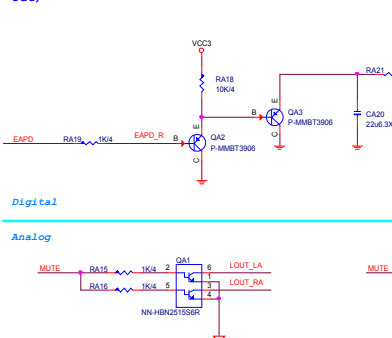 VCC3
RA18
10K/4
RA21
E
B
QA3
P-MMBT3906
C
CA20
22u6.3X
EAPD
RA19
1K/4
EAPD_R
B
E
QA2
P-MMBT3906
C
Digital
Analog
QA1
MUTE
RA15
1K/4
2
6
LOUT_LA
1
RA16
1K/4
5
3
LOUT_RA
4
NN-HBN2515S6R
MUTE